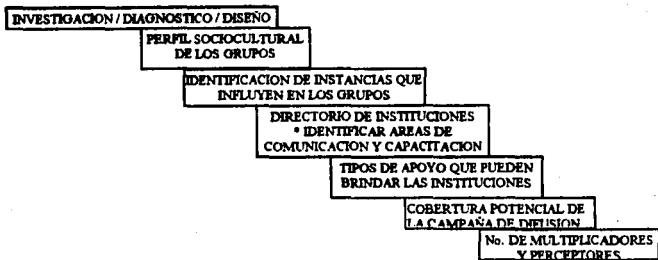 INVESTIGACION / DIAGNOSTICO / DISEÑO
PERFIL SOCIOCULTURAL
DE LOS GRUPOS
IDENTIFICACION DE INSTANCIAS QUE
INFLUYEN EN LOS GRUPOS
DIRECTORIO DE INSTITUCIONES
* IDENTIFICAR AREAS DE
COMUNICACION Y CAPACITACION
TIPOS DE APOYO QUE PUEDEN
BRINDAR LAS INSTITUCIONES
COBERTURA POTENCIAL DE
LA CAMPAÑA DE DIFUSION
No. DE MULTIPLICADORES
Y PERCEPTORES